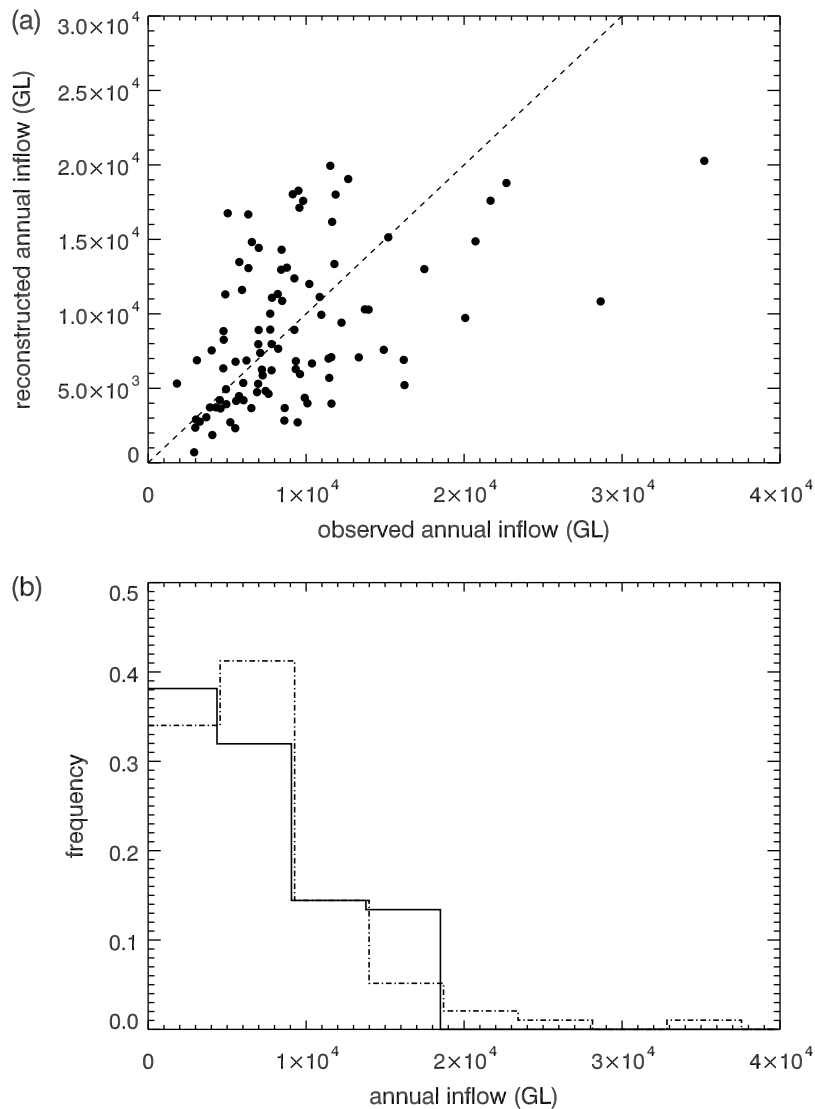 (a)
3.0×10⁴
2.5×10⁴
2.0×10⁴
1.5×10⁴
1.0×10⁴
5.0×10³
0
reconstructed annual inflow (GL)
0 1×10⁴ 2×10⁴ 3×10⁴ 4×10⁴
observed annual inflow (GL)
(b)
0.5
0.4
0.3
0.2
0.1
0.0
frequency
0 1×10⁴ 2×10⁴ 3×10⁴ 4×10⁴
annual inflow (GL)